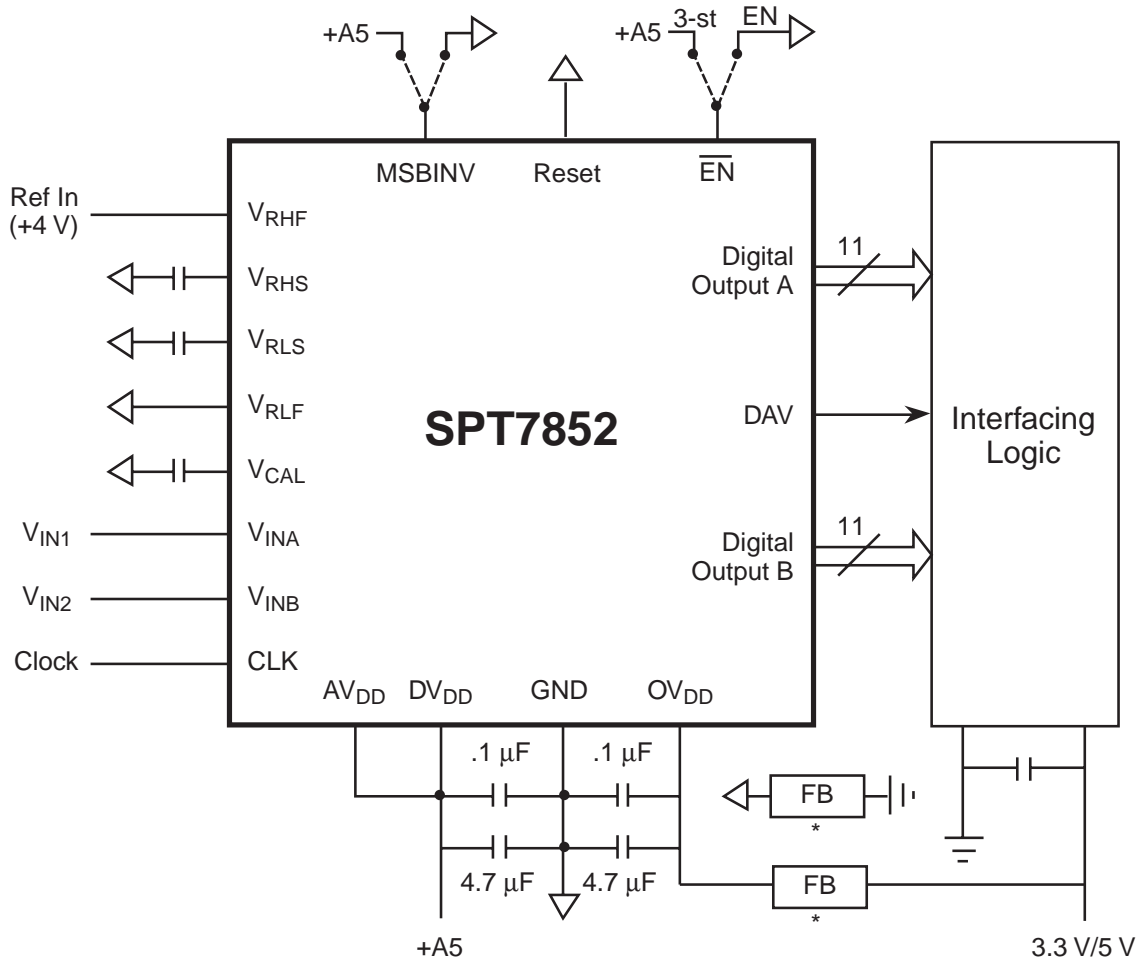 +A5
+A5 3-st EN
MSBINV Reset EN
Ref In
(+4 V)
VRHF
VRHS
VRLS
VRLF
VCAL
VIN1 VINA
VIN2 VINB
Clock CLK
SPT7852
Digital
Output A
11
DAV
Digital
Output B
11
Interfacing
Logic
AVDD DVDD GND OVDD
.1 μF .1 μF
4.7 μF 4.7 μF
FB
*
FB
*
+A5
3.3 V/5 V